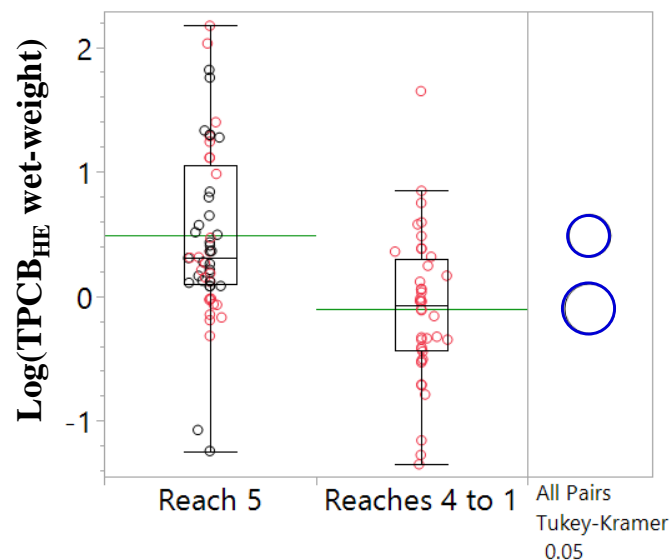 Log(TPCB_HE wet-weight)
2
1
0
-1
Reach 5
Reaches 4 to 1
All Pairs
Tukey-Kramer
0.05